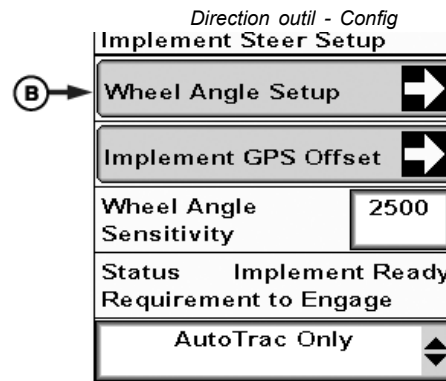 Direction outil - Config
Implement Steer Setup
B
Wheel Angle Setup
Implement GPS Offset
Wheel Angle 2500
Sensitivity
Status Implement Ready
Requirement to Engage
AutoTrac Only